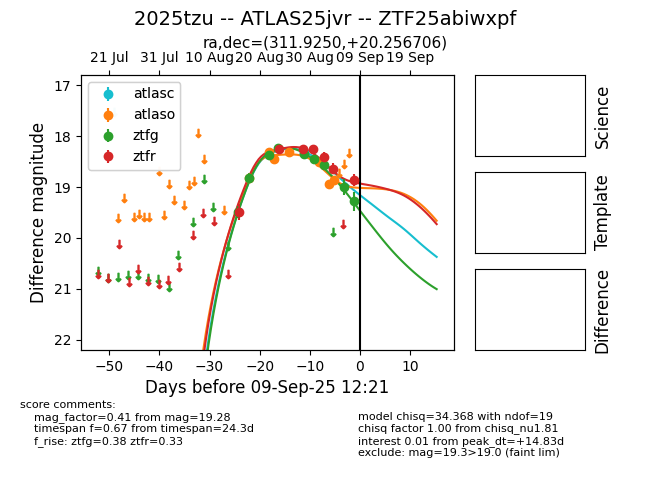 2025tzu -- ATLAS25jvr -- ZTF25abiwxpf
ra,dec=(311.9250,+20.256706)
21 Jul 31 Jul 10 Aug 20 Aug 30 Aug 09 Sep 19 Sep
17
18
19
20
21
22
Difference magnitude
atlasc
atlaso
ztfg
ztfr
−50 −40 −30 −20 −10 0 10
Days before 09-Sep-25 12:21
Science
Template
Difference
score comments:
mag_factor=0.41 from mag=19.28
timespan f=0.67 from timespan=24.3d
f_rise: ztfg=0.38 ztfr=0.33
model chisq=34.368 with ndof=19
chisq factor 1.00 from chisq_nu1.81
interest 0.01 from peak_dt=+14.83d
exclude: mag=19.3>19.0 (faint lim)